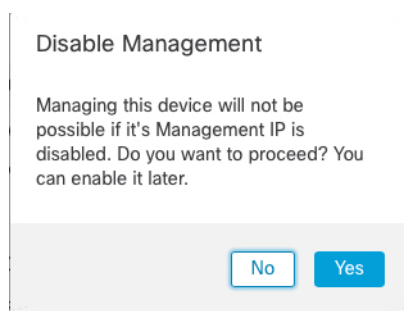 Disable Management
Managing this device will not be
possible if it's Management IP is
disabled. Do you want to proceed? You
can enable it later.
No
Yes